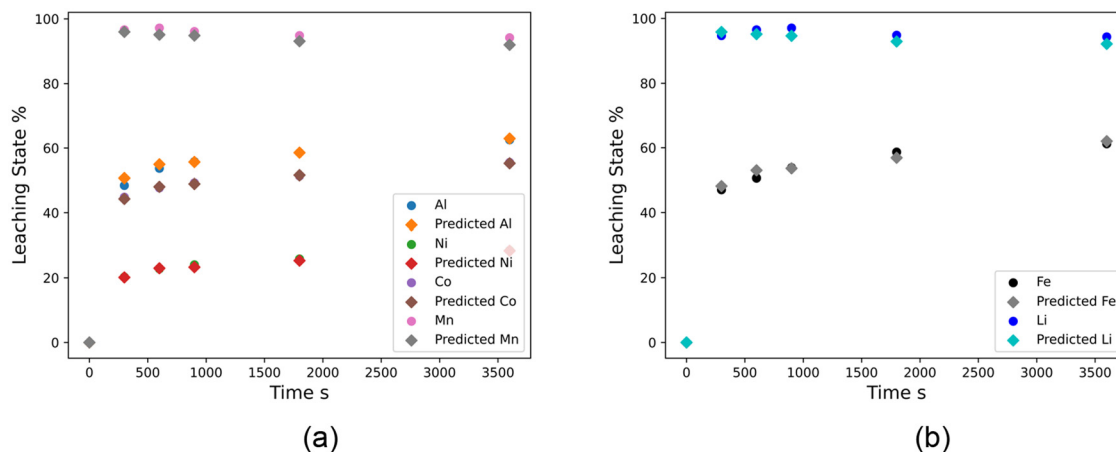 100
80
60
40
20
0
Leaching State %
0 500 1000 1500 2000 2500 3000 3500
Time s
Al
Predicted Al
Ni
Predicted Ni
Co
Predicted Co
Mn
Predicted Mn
(a)
100
80
60
40
20
0
Leaching State %
0 500 1000 1500 2000 2500 3000 3500
Time s
Fe
Predicted Fe
Li
Predicted Li
(b)